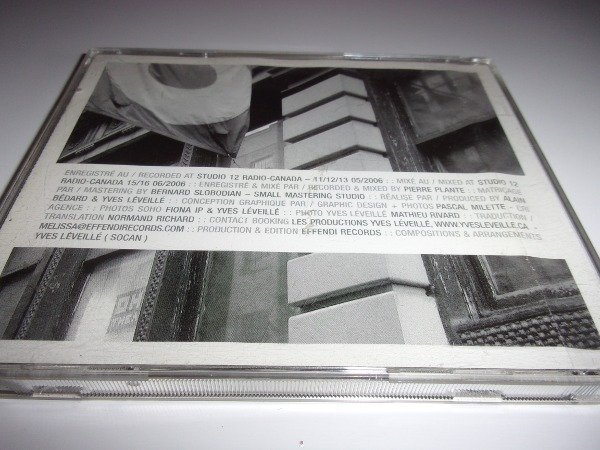 ENREGISTRÉ AU / RECORDED AT STUDIO 12 RADIO-CANADA – 11/12/13 05/2006 :: MIXÉ AU / MIXED AT STUDIO 12
RADIO-CANADA 15/16 06/2006 :: ENREGISTRÉ & MIXÉ PAR / RECORDED & MIXED BY PIERRE PLANTE :: MATRIÇAGE
PAR / MASTERING BY BERNARD SLOBODIAN – SMALL MASTERING STUDIO :: RÉALISÉ PAR / PRODUCED BY ALAIN
BÉDARD & YVES LÉVEILLÉ :: CONCEPTION GRAPHIQUE PAR / GRAPHIC DESIGN + PHOTOS PASCAL MILETTE -
AGENCE :: PHOTOS SOHO FIONA IP & YVES LÉVEILLÉ :: PHOTO YVES LÉVEILLÉ MATHIEU RIVARD :: TRADUCTION /
TRANSLATION NORMAND RICHARD :: CONTACT BOOKING LES PRODUCTIONS YVES LÉVEILLÉ, WWW.YVESLEVEILLE.CA -
MELISSA@EFFENDIRECORDS.COM :: PRODUCTION & EDITION EFFENDI RECORDS :: COMPOSITIONS & ARRANGEMENTS
YVES LÉVEILLÉ ( SOCAN )